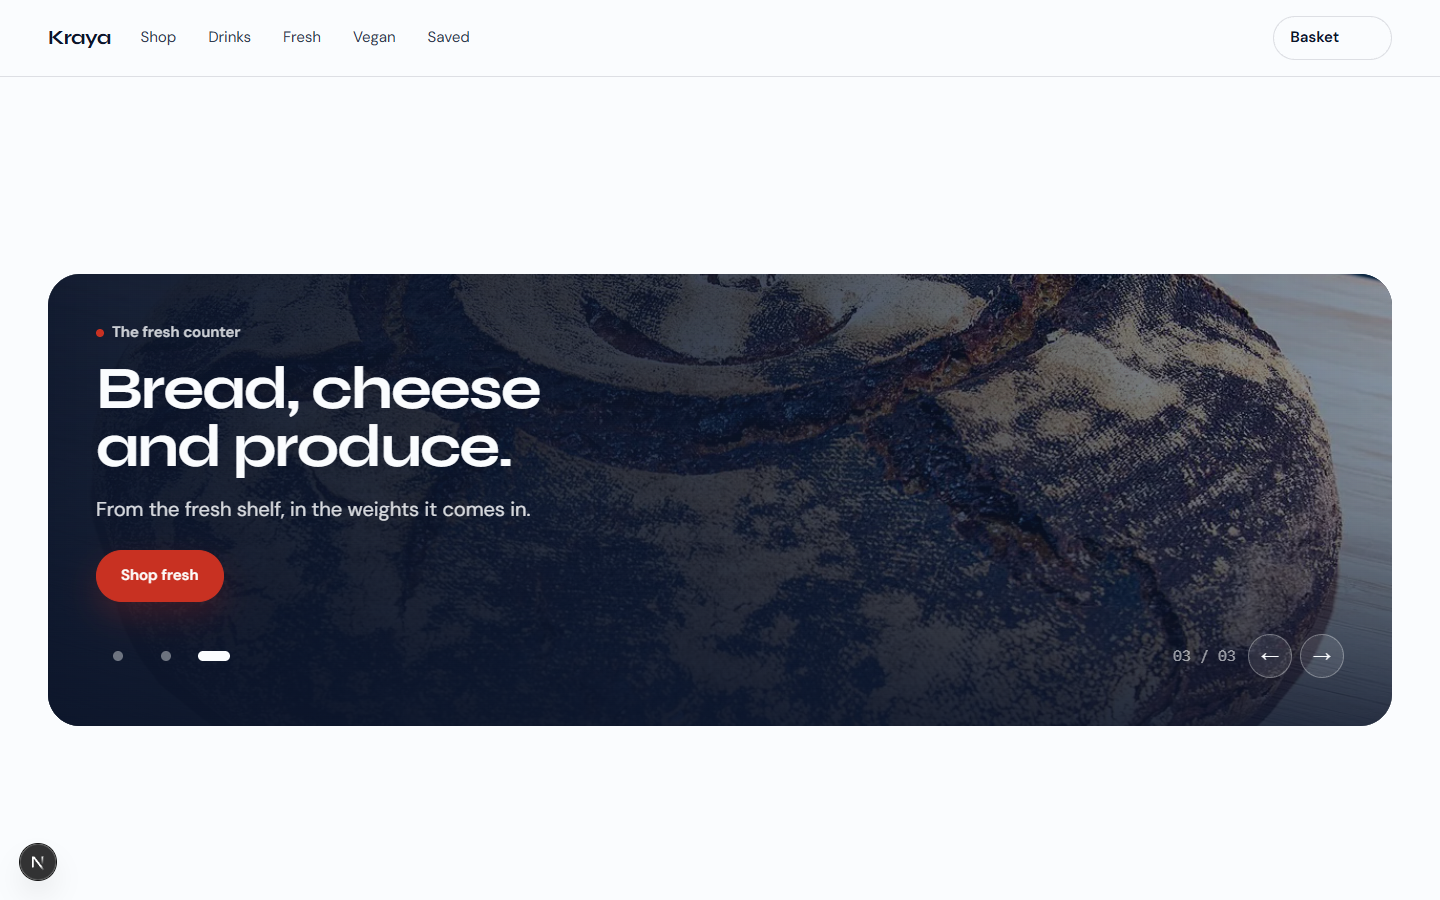 Kraya
Shop
Drinks
Fresh
Vegan
Saved
Basket
The fresh counter
Bread, cheese
and produce.
From the fresh shelf, in the weights it comes in.
Shop fresh
03 / 03
← →
N